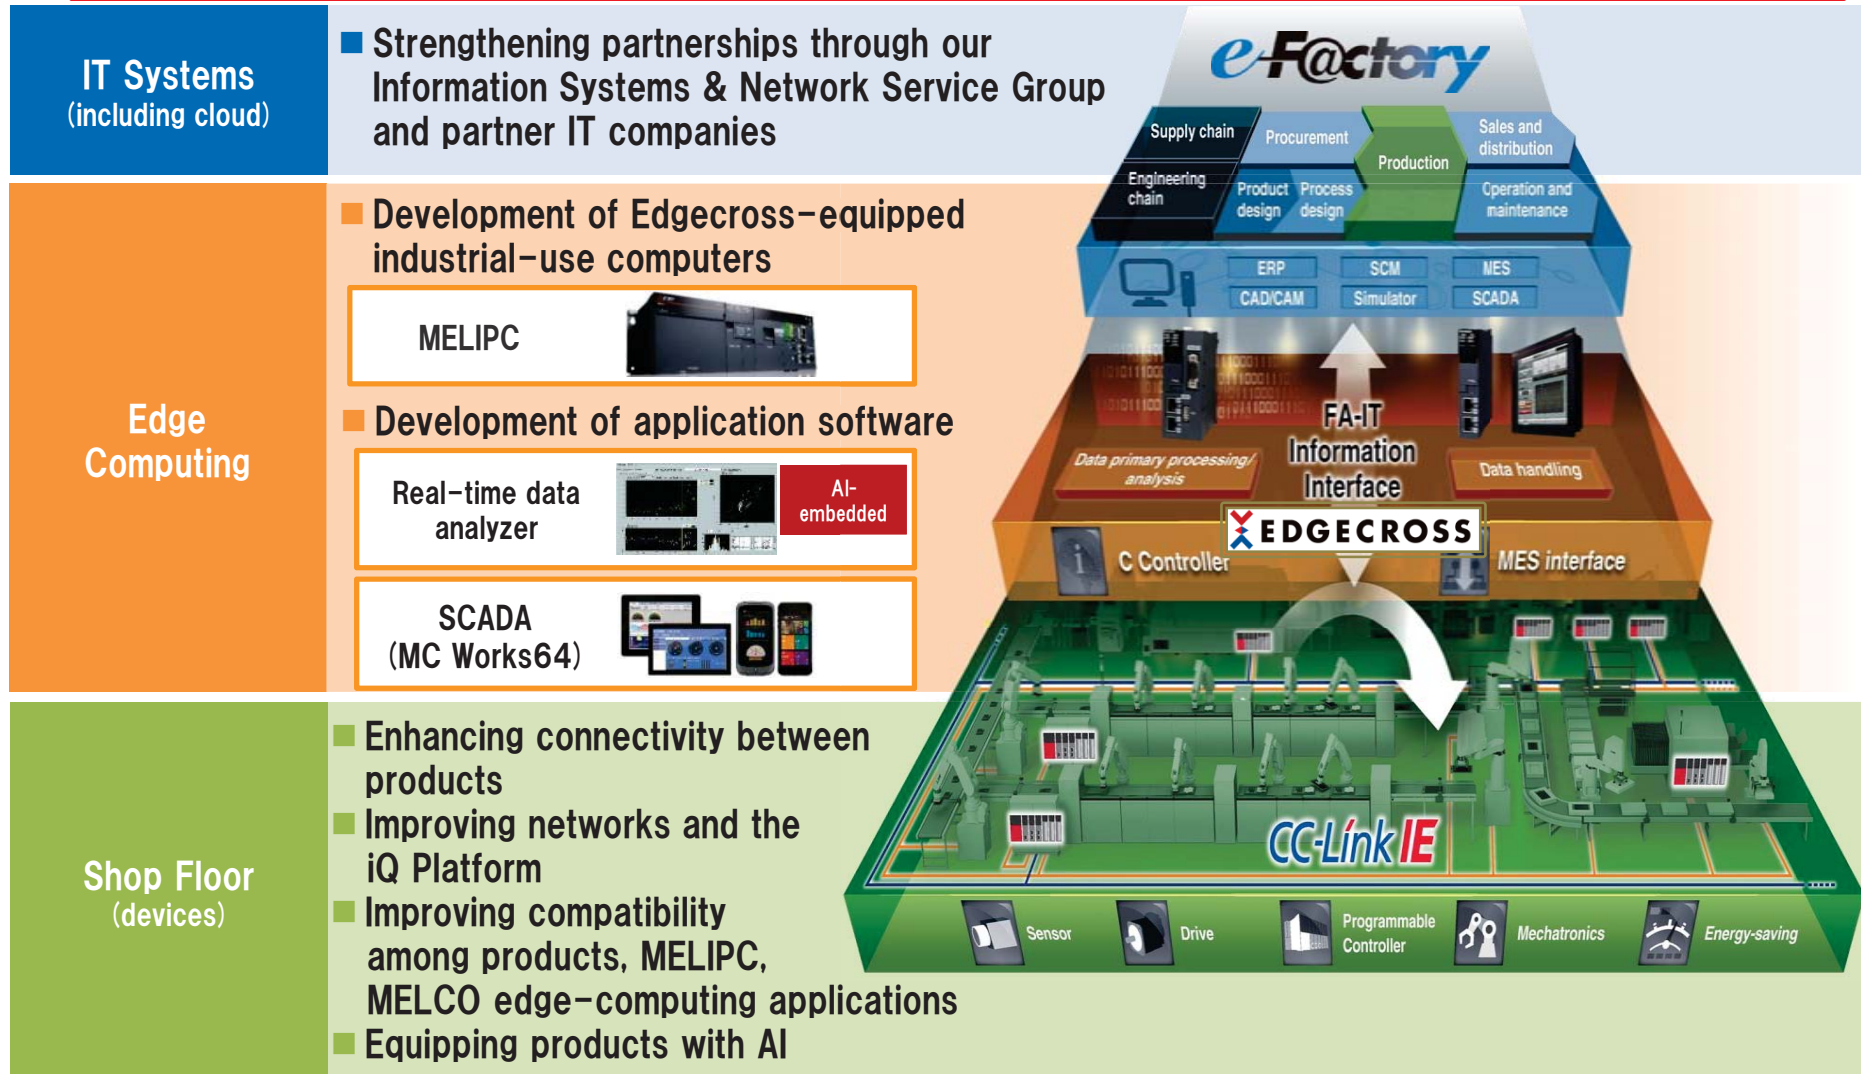 IT Systems
(including cloud)
■ Strengthening partnerships through our
Information Systems & Network Service Group
and partner IT companies
Edge
Computing
■ Development of Edgecross-equipped
industrial-use computers
MELIPC
■ Development of application software
Real-time data
analyzer
AI-
embedded
SCADA
(MC Works64)
Shop Floor
(devices)
■ Enhancing connectivity between
products
■ Improving networks and the
iQ Platform
■ Improving compatibility
among products, MELIPC,
MELCO edge-computing applications
■ Equipping products with AI
e-F@ctory
Supply chain
Procurement
Production
Sales and
distribution
Engineering
chain
Product
design
Process
design
Operation and
maintenance
ERP
SCM
MES
CAD/CAM
Simulator
SCADA
FA-IT
Information
Interface
Data primary processing/
analysis
Data handling
EDGECROSS
C Controller
MES interface
CC-Link IE
Sensor
Drive
Programmable
Controller
Mechatronics
Energy-saving